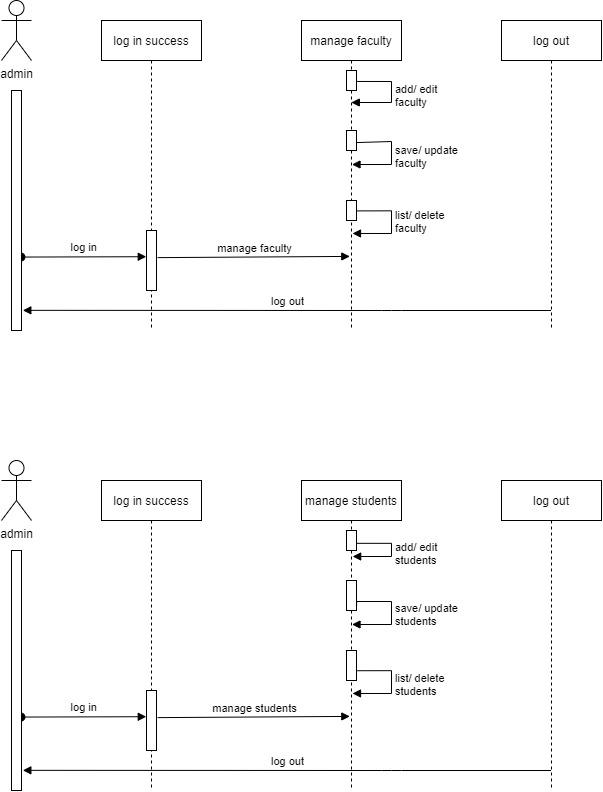 admin
log in success
manage faculty
log out
add/ edit
faculty
save/ update
faculty
list/ delete
faculty
log in
manage faculty
log out
admin
log in success
manage students
log out
add/ edit
students
save/ update
students
list/ delete
students
log in
manage students
log out